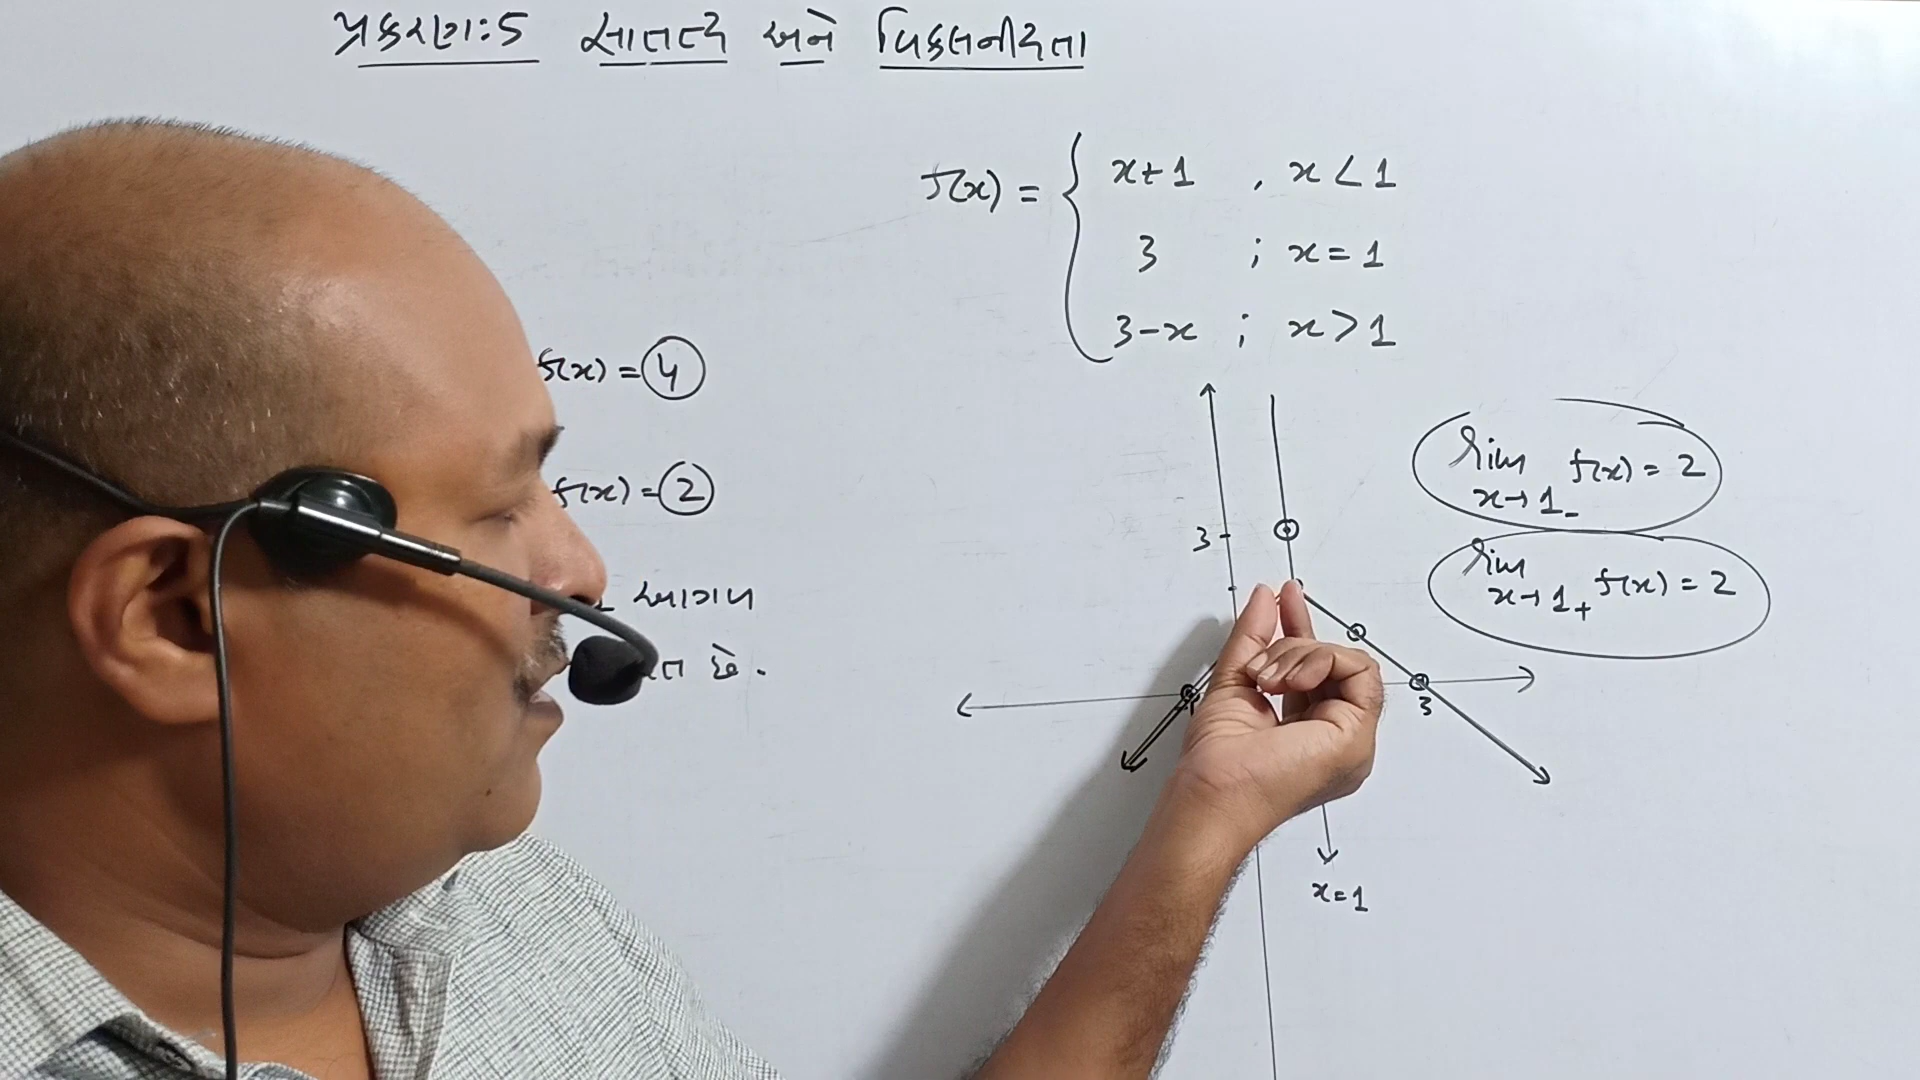 પ્રકરણ:5 સાતત્ય અને વિકલનીયતા
f(x) = { x+1 , x < 1
3 ; x = 1
3-x ; x > 1
f(x) = 4
f(x) = 2
આગળ
છે.
lim x→1- f(x) = 2
lim x→1+ f(x) = 2
3
3
x=1